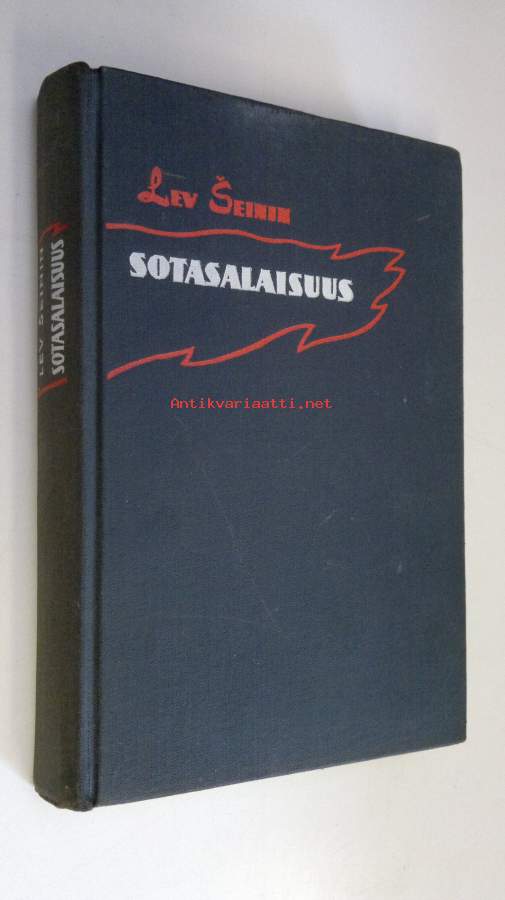 Lev Šeinin
SOTASALAISUUS
Antikvariaatti.net
LEV ŠEININ
SOTASALAISUUS